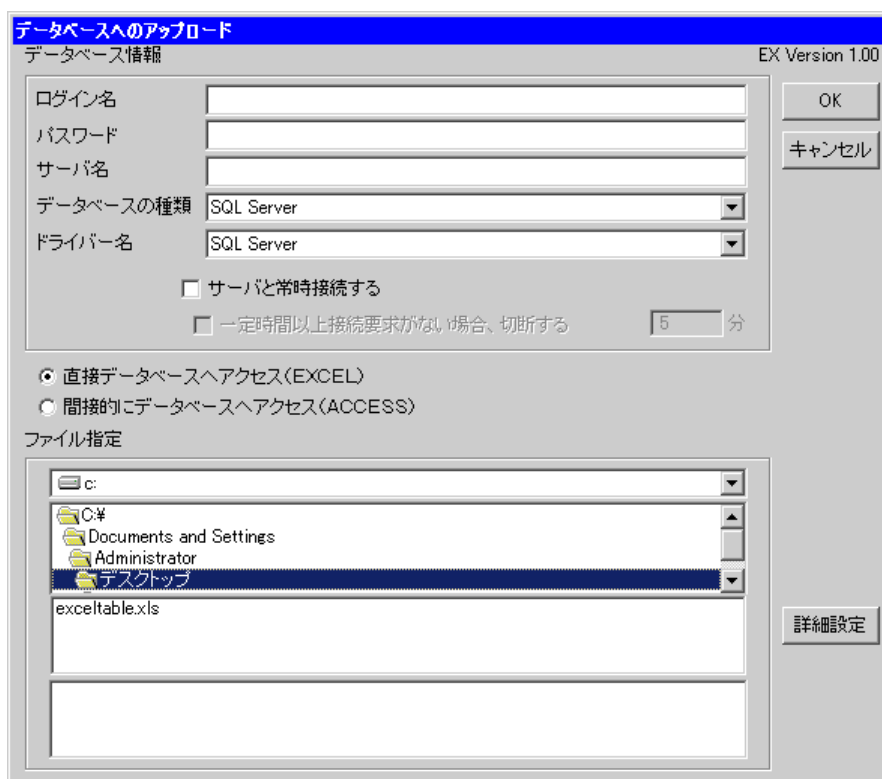 データベースへのアップロード
データベース情報
EX Version 1.00
ログイン名
OK
パスワード
キャンセル
サーバ名
データベースの種類 SQL Server
ドライバー名 SQL Server
サーバと常時接続する
一定時間以上接続要求がない場合、切断する 5 分
直接データベースへアクセス(EXCEL)
間接的にデータベースへアクセス(ACCESS)
ファイル指定
c:
C:¥
Documents and Settings
Administrator
デスクトップ
exceltable.xls
詳細設定